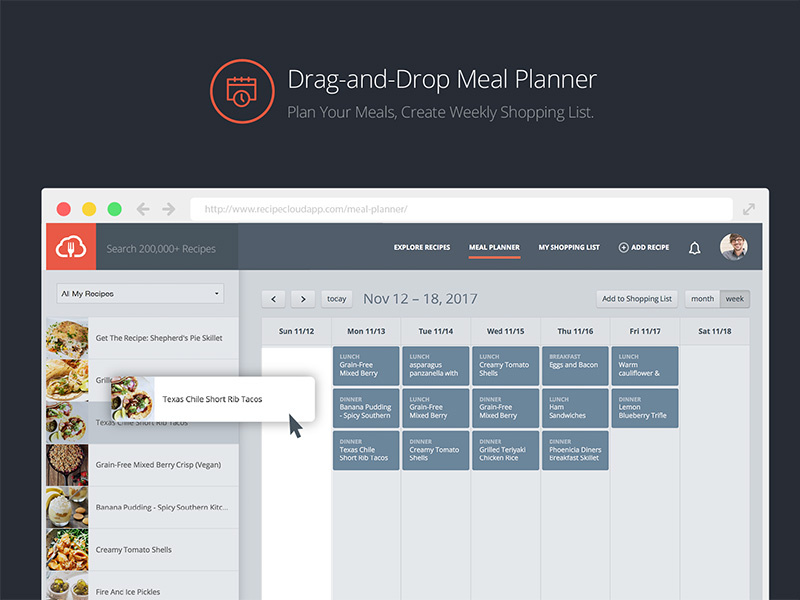 Drag-and-Drop Meal Planner
Plan Your Meals, Create Weekly Shopping List.
http://www.recipecloudapp.com/meal-planner/
Search 200,000+ Recipes
EXPLORE RECIPES
MEAL PLANNER
MY SHOPPING LIST
ADD RECIPE
All My Recipes
Get The Recipe: Shepherd's Pie Skillet
Texas Chile Short Rib Tacos
Texas Chile Short Rib Tacos
Grain-Free Mixed Berry Crisp (Vegan)
Banana Pudding - Spicy Southern Kitc...
Creamy Tomato Shells
Fire And Ice Pickles
today
Nov 12 – 18, 2017
Add to Shopping List
month
week
Sun 11/12
Mon 11/13
Tue 11/14
Wed 11/15
Thu 11/16
Fri 11/17
Sat 11/18
LUNCH
Grain-Free
Mixed Berry
DINNER
Banana Pudding
- Spicy Southern
DINNER
Texas Chile
Short Rib Tacos
LUNCH
asparagus
panzanella with
LUNCH
Grain-Free
Mixed Berry
DINNER
Creamy Tomato
Shells
LUNCH
Creamy Tomato
Shells
DINNER
Grain-Free
Mixed Berry
DINNER
Grilled Teriyaki
Chicken Rice
BREAKFAST
Eggs and Bacon
LUNCH
Ham
Sandwiches
DINNER
Phoenicia Diners
Breakfast Skillet
LUNCH
Warm
cauliflower &
DINNER
Lemon
Blueberry Trifle